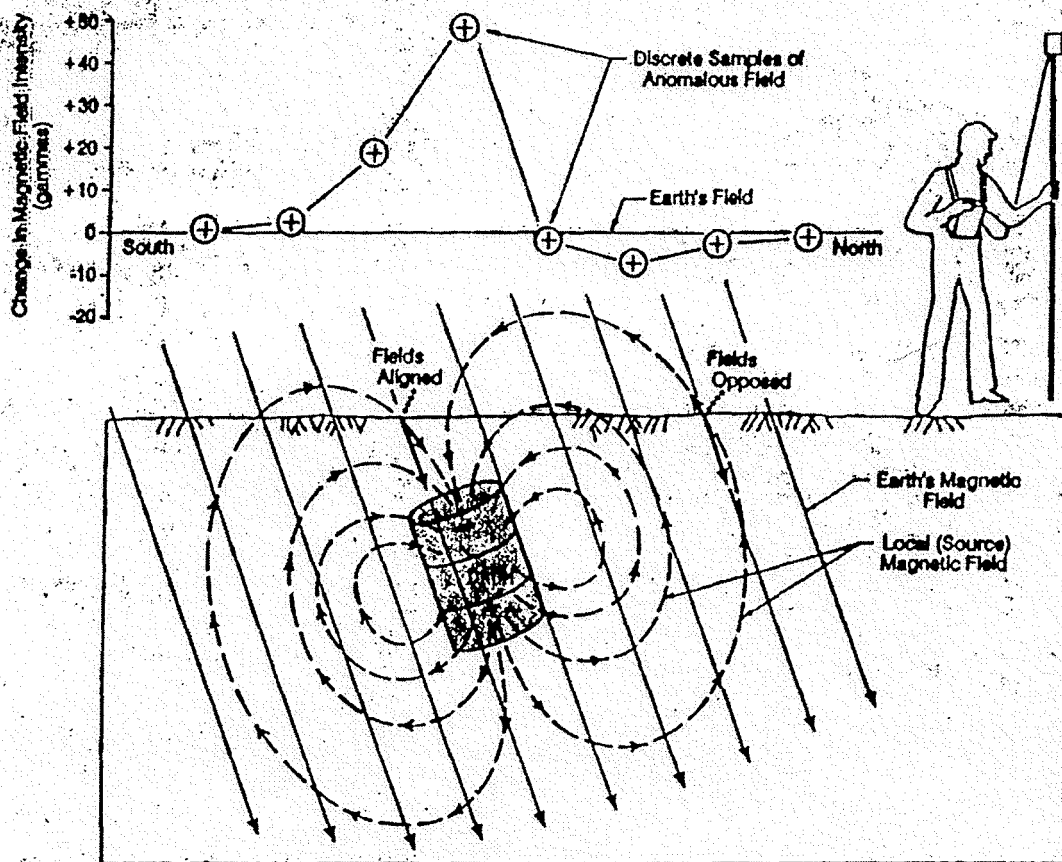 Change In Magnetic Field Intensity
(gammas)
+50
+40
+30
+20
+10
0
-10
-20
Discrete Samples of
Anomalous Field
Earth's Field
South
North
Fields
Aligned
Fields
Opposed
Earth's Magnetic
Field
Local (Source)
Magnetic Field